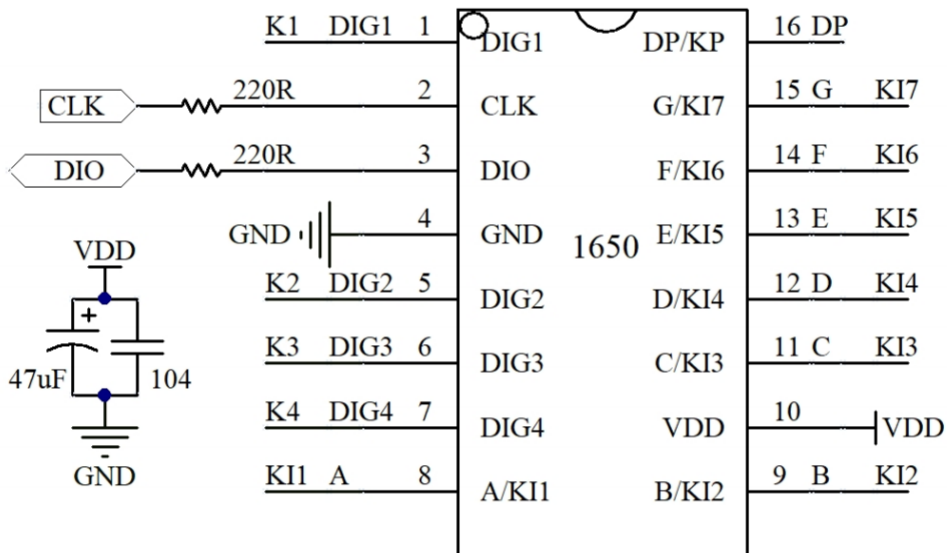 K1 DIG1 1 DIG1 DP/KP 16 DP
CLK 220R 2 CLK G/KI7 15 G KI7
DIO 220R 3 DIO F/KI6 14 F KI6
GND 4 GND 1650 E/KI5 13 E KI5
VDD
K2 DIG2 5 DIG2 D/KI4 12 D KI4
+
K3 DIG3 6 DIG3 C/KI3 11 C KI3
47uF 104
K4 DIG4 7 DIG4 VDD 10 VDD
GND
KI1 A 8 A/KI1 B/KI2 9 B KI2